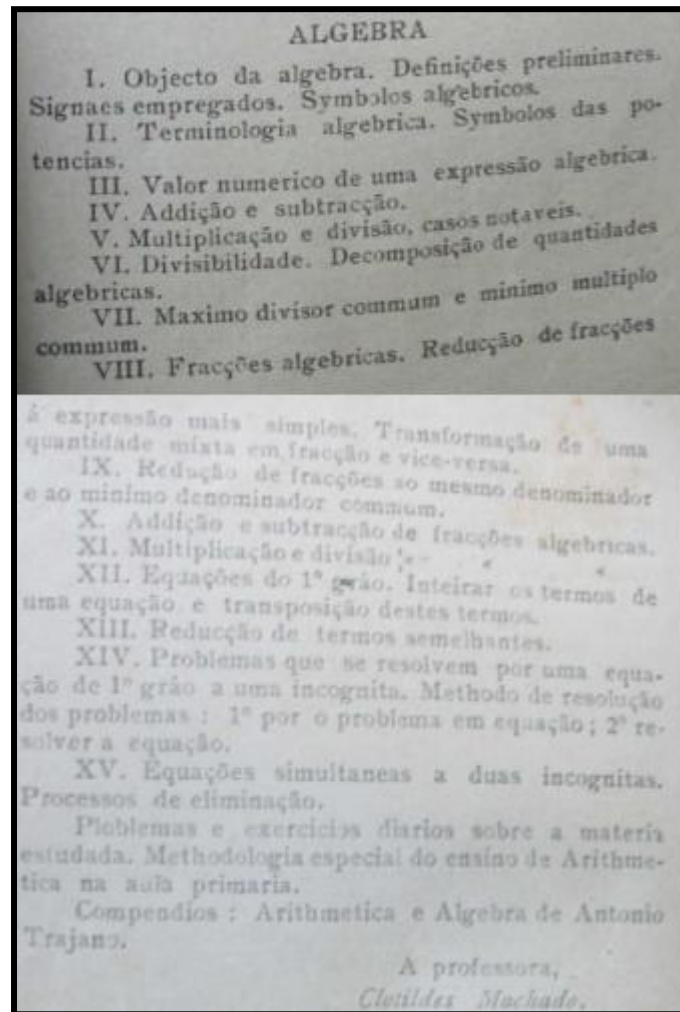 ALGEBRA
I. Objecto da algebra. Definições preliminares.
Signaes empregados. Symbolos algebricos.
II. Terminologia algebrica. Symbolos das po-
tencias.
III. Valor numerico de uma expressão algebrica.
IV. Addição e subtracção.
V. Multiplicação e divisão, casos notaveis.
VI. Divisibilidade. Decomposição de quantidades
algebricas.
VII. Maximo divisor commum e minimo multiplo
commum.
VIII. Fracções algebricas. Reducção de fracções
á expressão mais simples. Transformação de uma
quantidade mixta em fracção e vice-versa.
IX. Redução de fracções ao mesmo denominador
e ao minimo denominador commum.
X. Addição e subtracção de fracções algebricas.
XI. Multiplicação e divisão " " "
XII. Equações do 1º gráo. Inteirar os termos de
uma equação e transposição destes termos.
XIII. Reducção de termos semelhantes.
XIV. Problemas que se resolvem por uma equa-
ção de 1º gráo a uma incognita. Methodo de resolução
dos problemas : 1º por o problema em equação ; 2º re-
solver a equação.
XV. Equações simultaneas a duas incognitas.
Processos de eliminação.
Ploblemas e exercicios diarios sobre a materia
estudada. Methodologia especial do ensino de Arithme-
tica na aula primaria.
Compendios : Arithmetica e Algebra de Antonio
Trajano.
A professora,
Clotildes Machado.